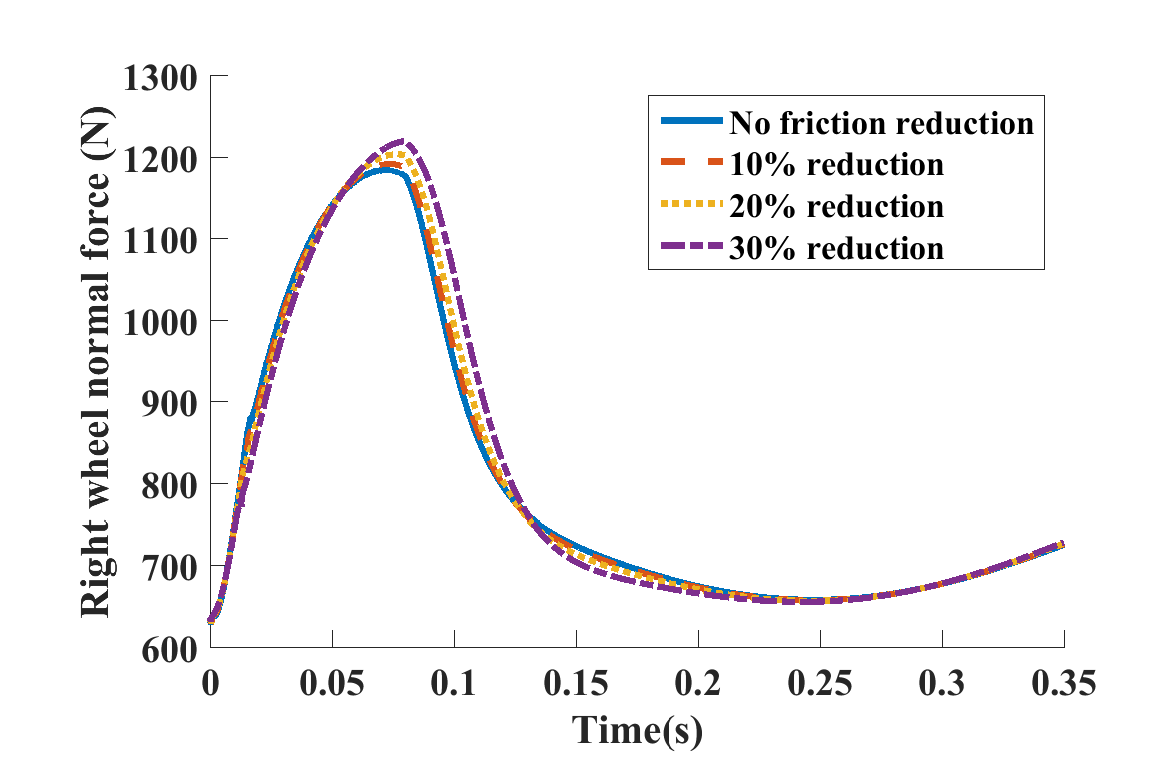 1300
1200
1100
1000
900
800
700
600
Right wheel normal force (N)
No friction reduction
10% reduction
20% reduction
30% reduction
0 0.05 0.1 0.15 0.2 0.25 0.3 0.35
Time(s)